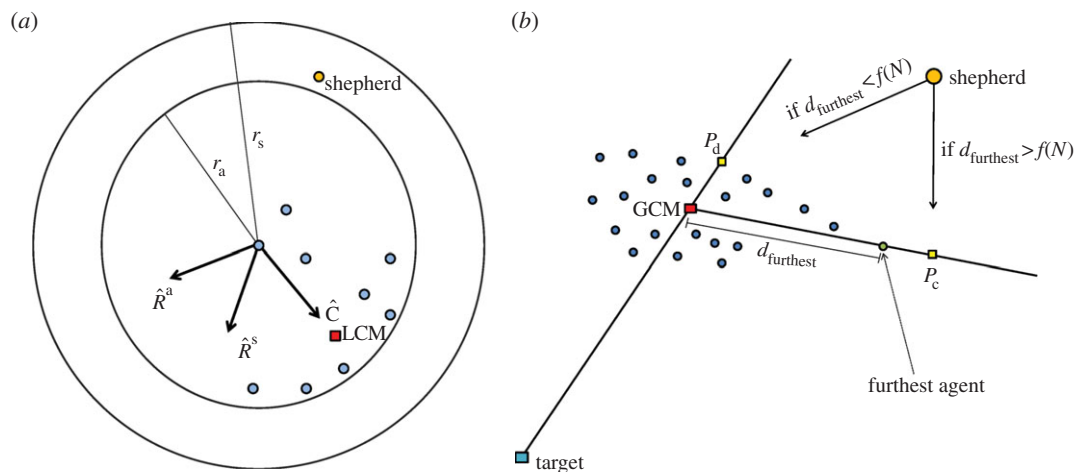 (a)
shepherd
r_s
r_a
R̂^a
R̂^s
Ĉ
LCM
(b)
shepherd
if d_furthest < f(N)
if d_furthest > f(N)
P_d
GCM
d_furthest
P_c
furthest agent
target